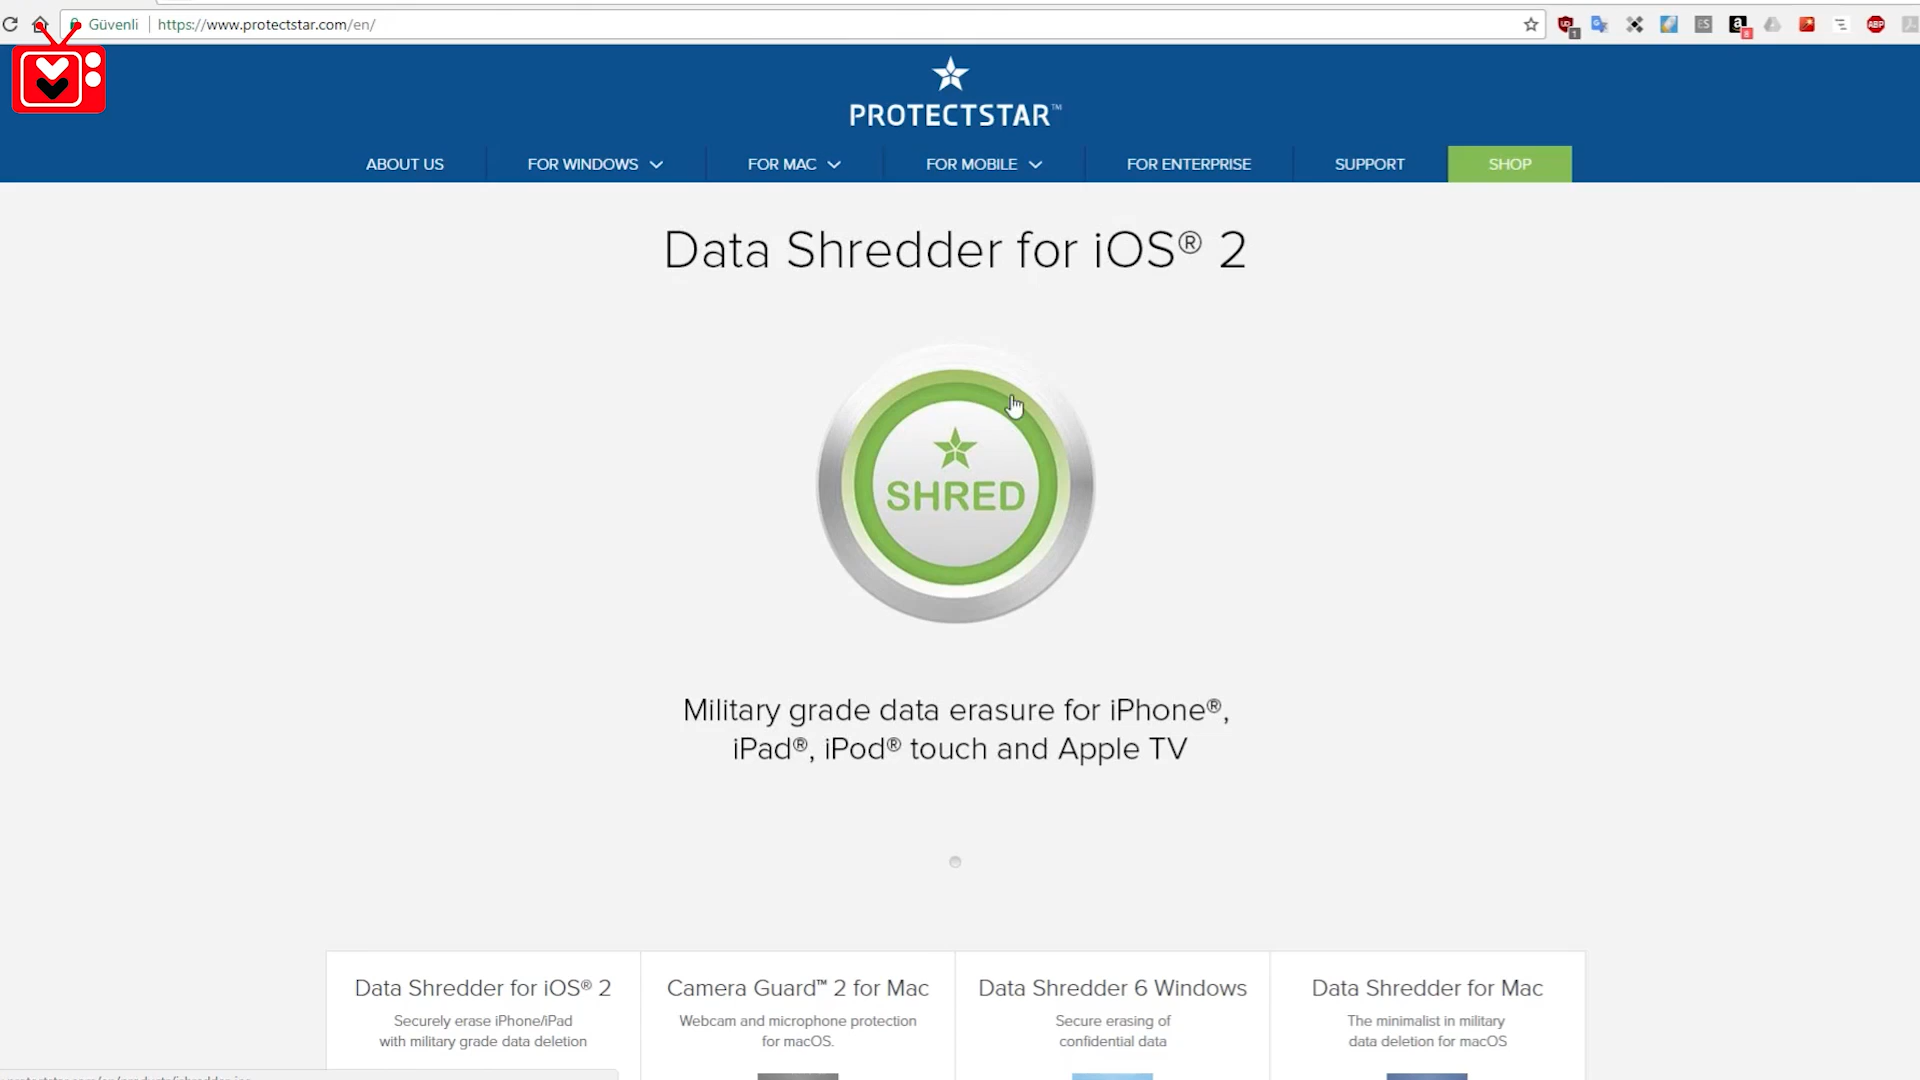 Güvenli https://www.protectstar.com/en/
PROTECTSTAR™
ABOUT US FOR WINDOWS FOR MAC FOR MOBILE FOR ENTERPRISE SUPPORT SHOP
Data Shredder for iOS® 2
SHRED
Military grade data erasure for iPhone®,
iPad®, iPod® touch and Apple TV
Data Shredder for iOS® 2
Securely erase iPhone/iPad
with military grade data deletion
Camera Guard™ 2 for Mac
Webcam and microphone protection
for macOS.
Data Shredder 6 Windows
Secure erasing of
confidential data
Data Shredder for Mac
The minimalist in military
data deletion for macOS